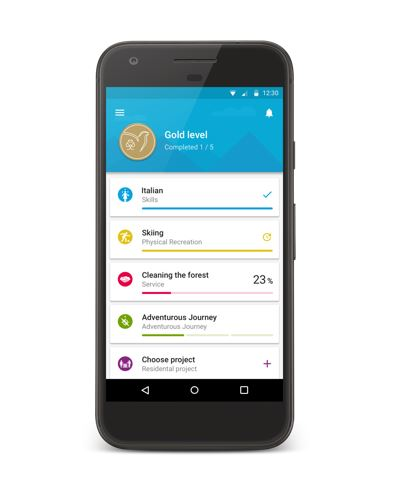 12:30
Gold level
Completed 1 / 5
Italian
Skills
Skiing
Physical Recreation
Cleaning the forest
Service
23 %
Adventurous Journey
Adventurous Journey
Choose project
Residental project